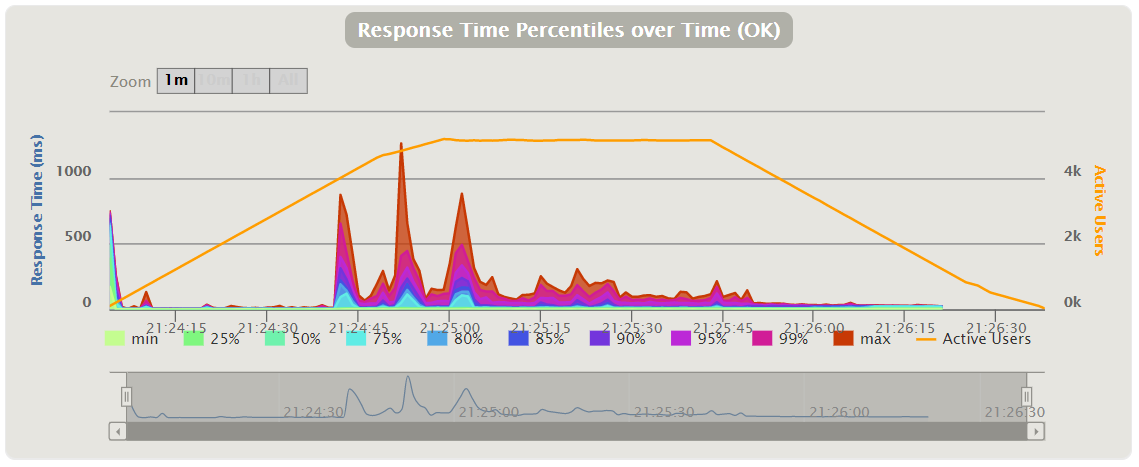 Response Time Percentiles over Time (OK)
Zoom 1m 10m 1h All
Response Time (ms)
1000
500
0
4k
2k
0k
Active Users
21:24:15 21:24:30 21:24:45 21:25:00 21:25:15 21:25:30 21:25:45 21:26:00 21:26:15 21:26:30
min 25% 50% 75% 80% 85% 90% 95% 99% max Active Users
21:24:30 21:25:00 21:25:30 21:26:00 21:26:30